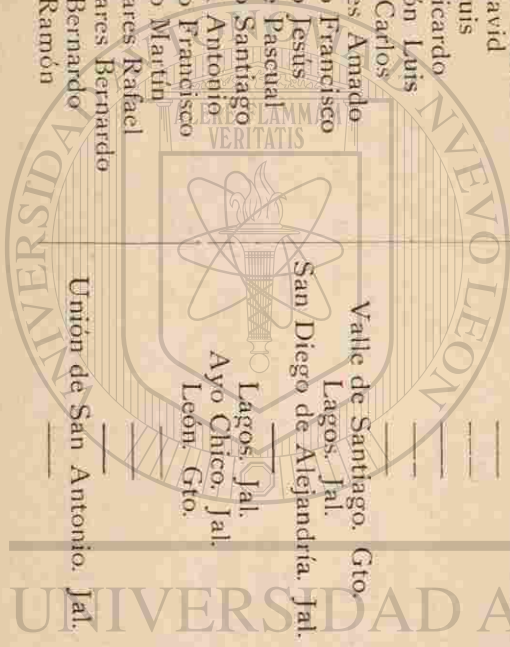 avid —
uis —
icardo —
ón Luis —
Carlos —
es Amado Valle de Santiago, Gto.
o Francisco Lagos. Jal.
o Jesús San Diego de Alejandría. Jal.
Pascual —
o Santiago Lagos. Jal.
Antonio Ayo Chico, Jal.
o Francisco León, Gto.
o Martín —
ares Rafael —
ares Bernardo —
Bernardo Unión de San Antonio. Jal.
Ramón —
ALERE FLAMMAM
VERITATIS
NUEVO LEON
UNIVERSIDAD A